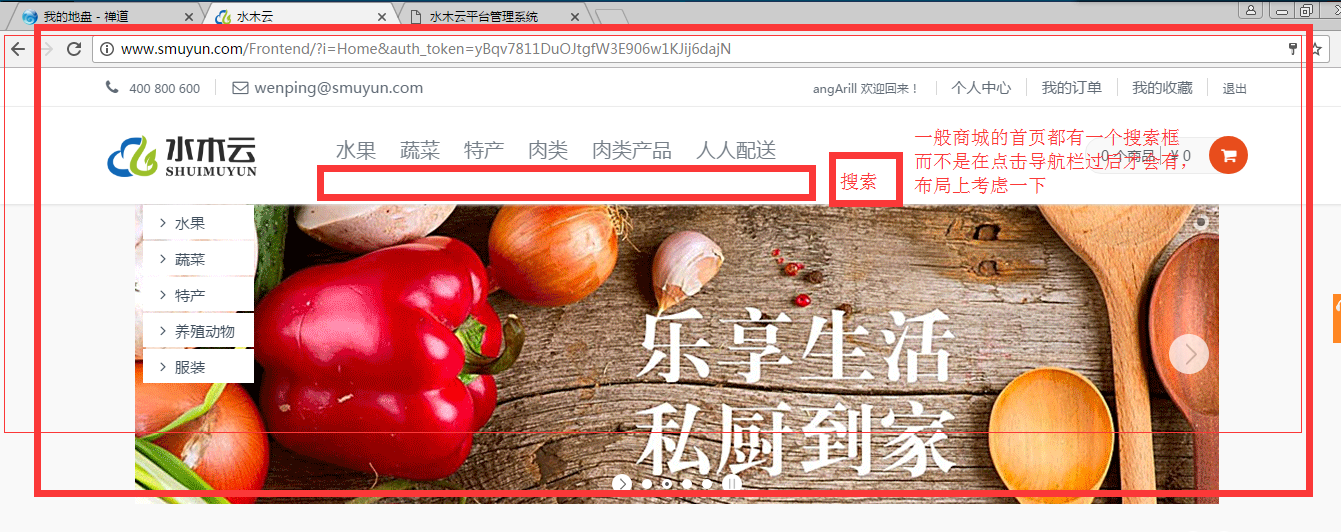 我的地盘 - 禅道
水木云
水木云平台管理系统
www.smuyun.com/Frontend/?i=Home&auth_token=yBqv7811DuOJtgfW3E906w1KJIj6dajN
400 800 600
wenping@smuyun.com
angArill 欢迎回来！
个人中心
我的订单
我的收藏
退出
水木云
SHUIMUYUN
水果 蔬菜 特产 肉类 肉类产品 人人配送
搜索
一般商城的首页都有一个搜索框
而不是在点击导航栏过后才会有，
布局上考虑一下
0 个商品 ¥ 0
水果
蔬菜
特产
养殖动物
服装
乐享生活
私厨到家